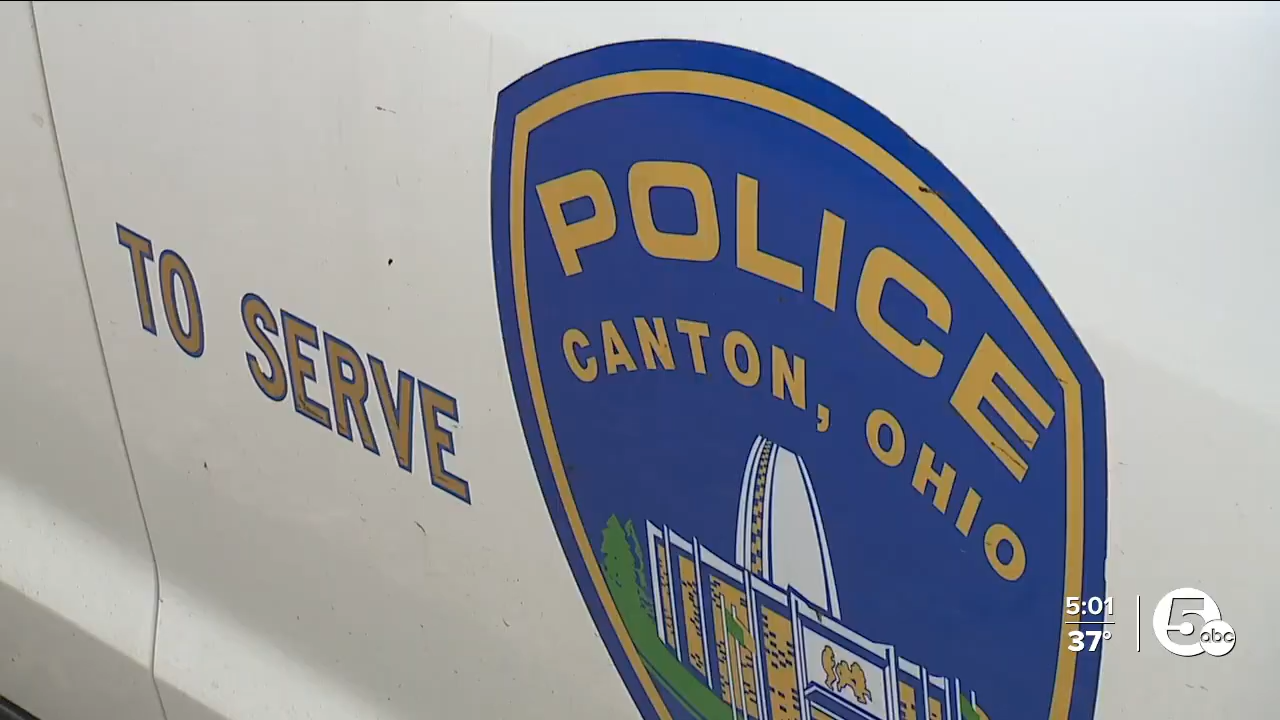 TO SERVE
POLICE
CANTON, OHIO
5:01
37°
5 abc